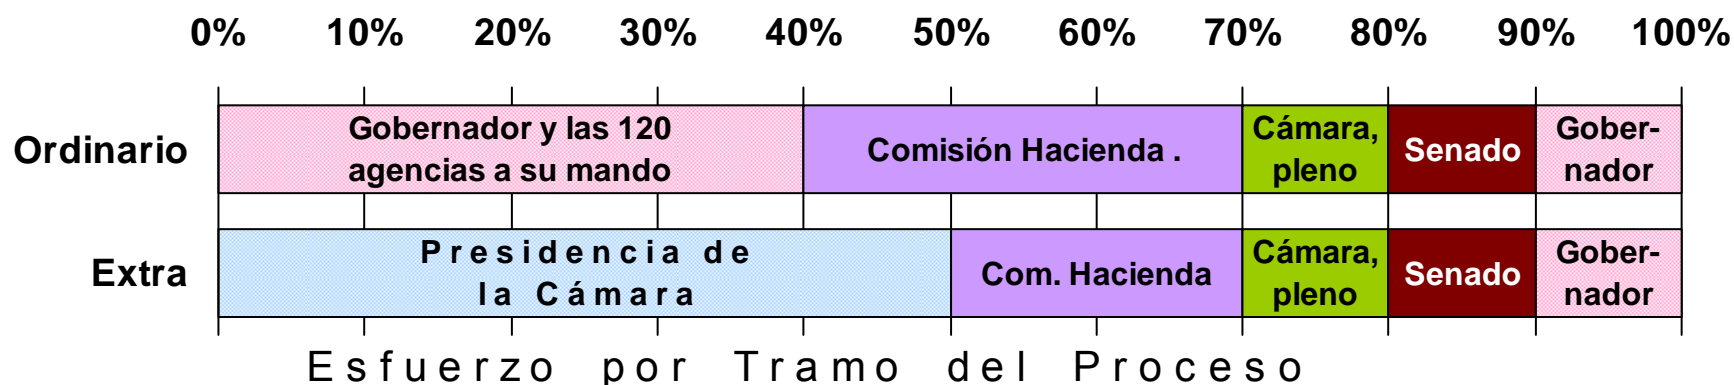 0% 10% 20% 30% 40% 50% 60% 70% 80% 90% 100%
Ordinario
Gobernador y las 120
agencias a su mando
Comisión Hacienda .
Cámara,
pleno
Senado
Gober-
nador
Extra
Presidencia de
la Cámara
Com. Hacienda
Cámara,
pleno
Senado
Gober-
nador
Esfuerzo por Tramo del Proceso